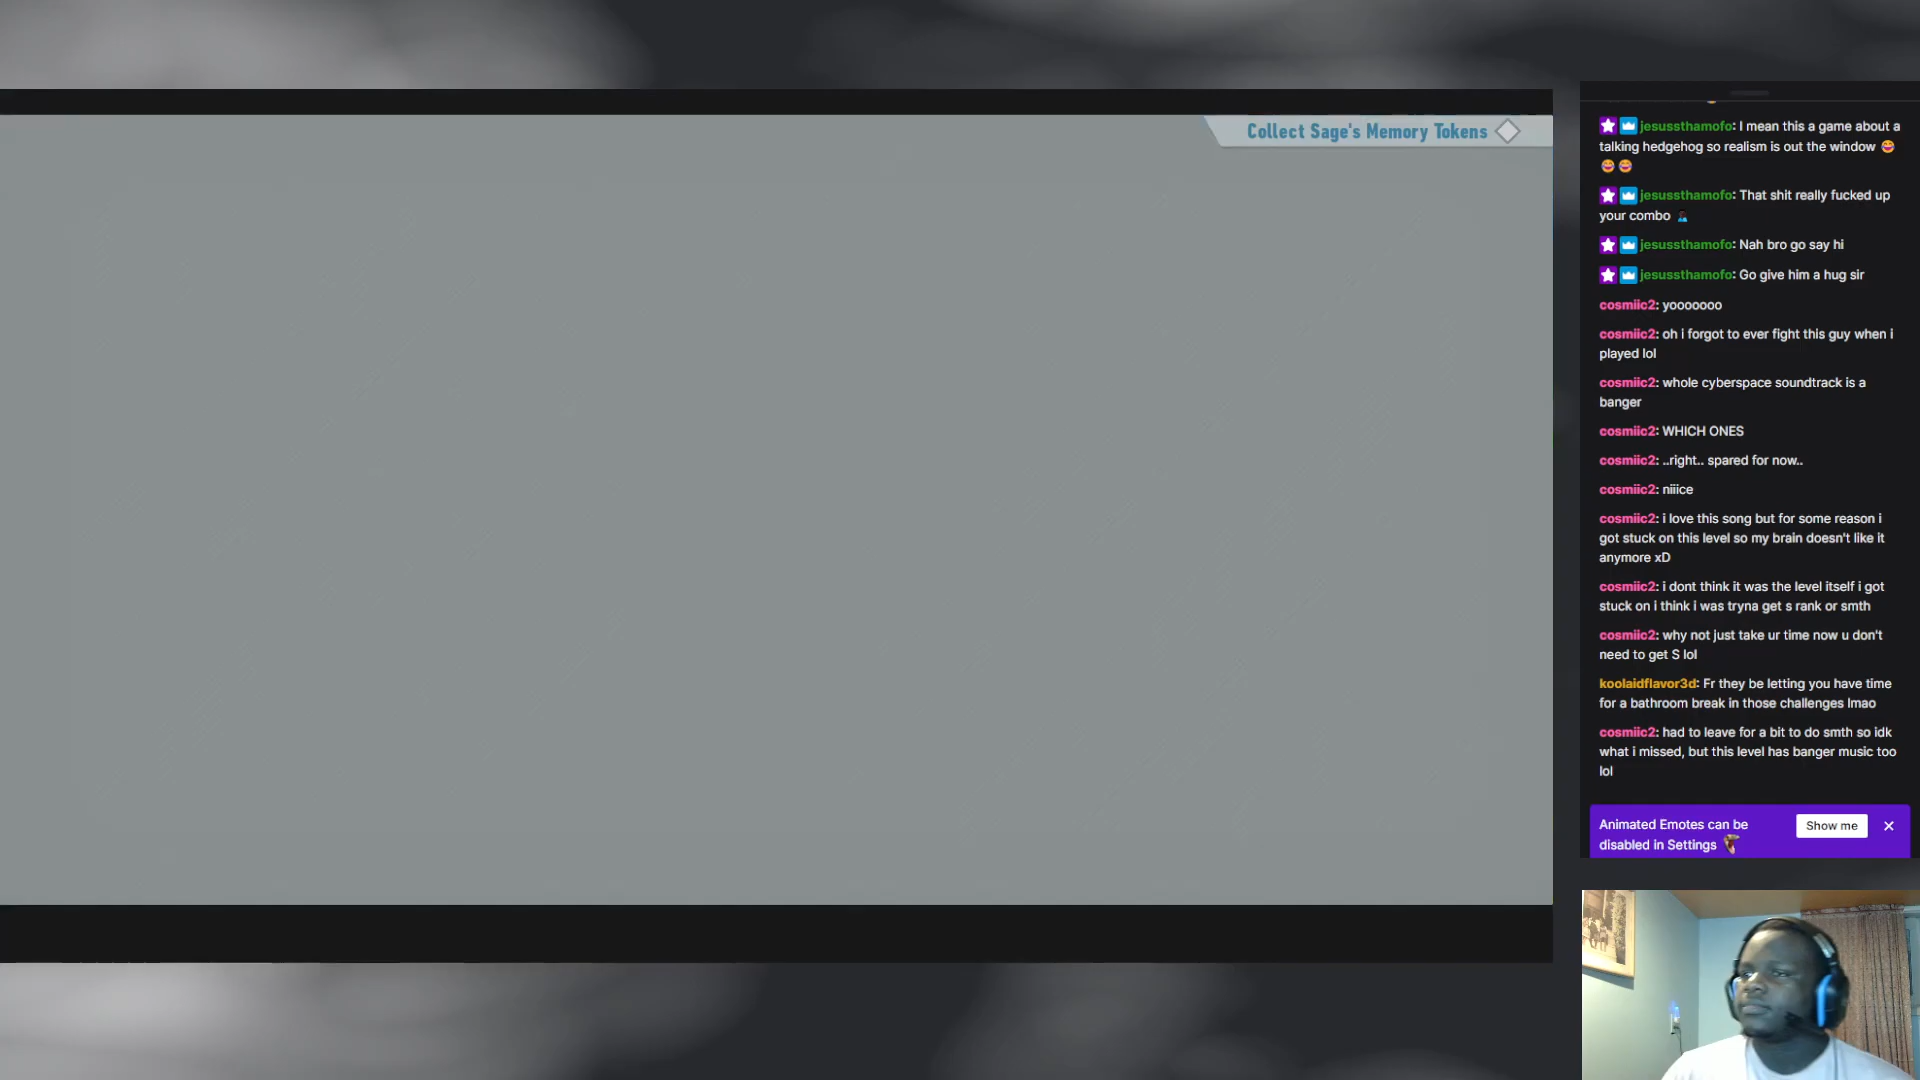 Collect Sage's Memory Tokens
jesussthamofo: I mean this a game about a
talking hedgehog so realism is out the window
jesussthamofo: That shit really fucked up
your combo
jesussthamofo: Nah bro go say hi
jesussthamofo: Go give him a hug sir
cosmiic2: yooooooo
cosmiic2: oh i forgot to ever fight this guy when i
played lol
cosmiic2: whole cyberspace soundtrack is a
banger
cosmiic2: WHICH ONES
cosmiic2: ..right.. spared for now..
cosmiic2: niiice
cosmiic2: i love this song but for some reason i
got stuck on this level so my brain doesn't like it
anymore xD
cosmiic2: i dont think it was the level itself i got
stuck on i think i was tryna get s rank or smth
cosmiic2: why not just take ur time now u don't
need to get S lol
koolaidflavor3d: Fr they be letting you have time
for a bathroom break in those challenges lmao
cosmiic2: had to leave for a bit to do smth so idk
what i missed, but this level has banger music too
lol
Animated Emotes can be
disabled in Settings
Show me